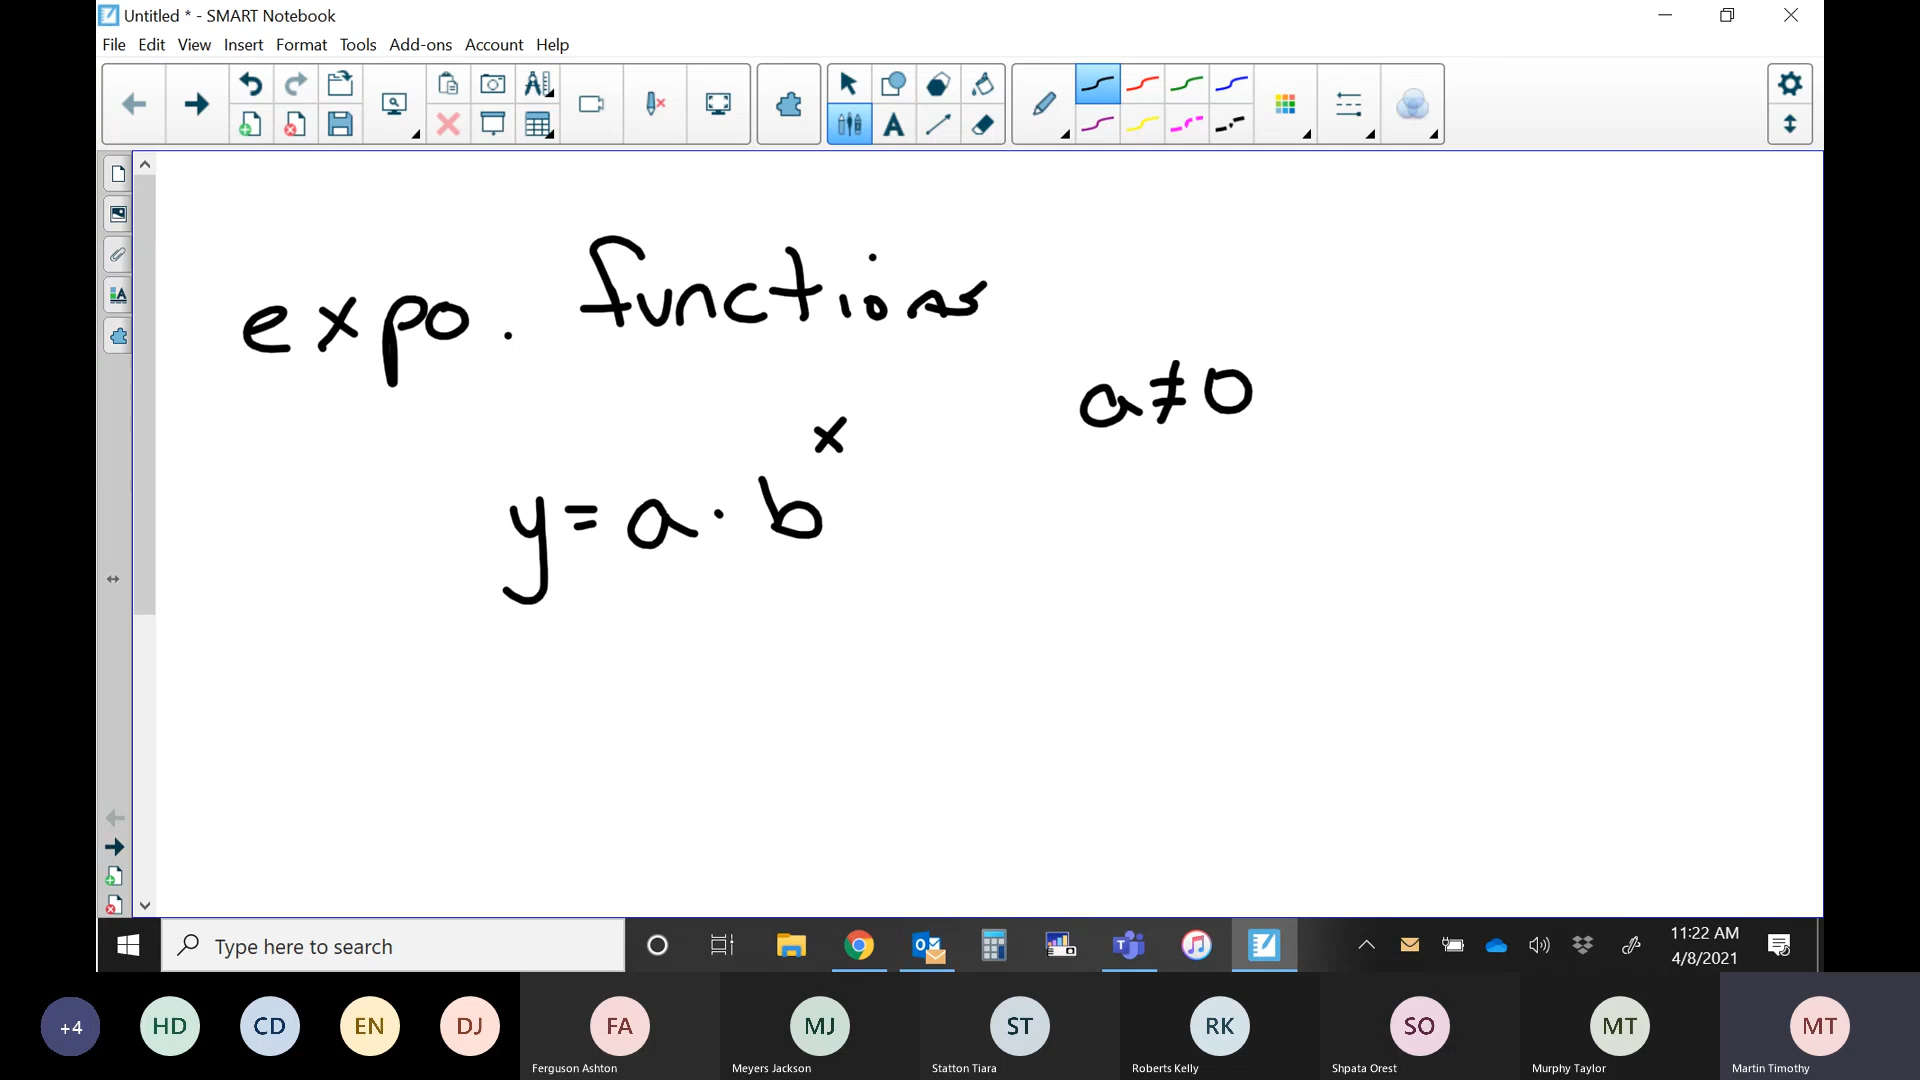 Untitled * - SMART Notebook
File Edit View Insert Format Tools Add-ons Account Help
expo. functions
a≠0
y = a · bˣ
Type here to search
11:22 AM
4/8/2021
+4 HD CD EN DJ FA MJ ST RK SO MT MT
Ferguson Ashton Meyers Jackson Statton Tiara Roberts Kelly Shpata Orest Murphy Taylor Martin Timothy